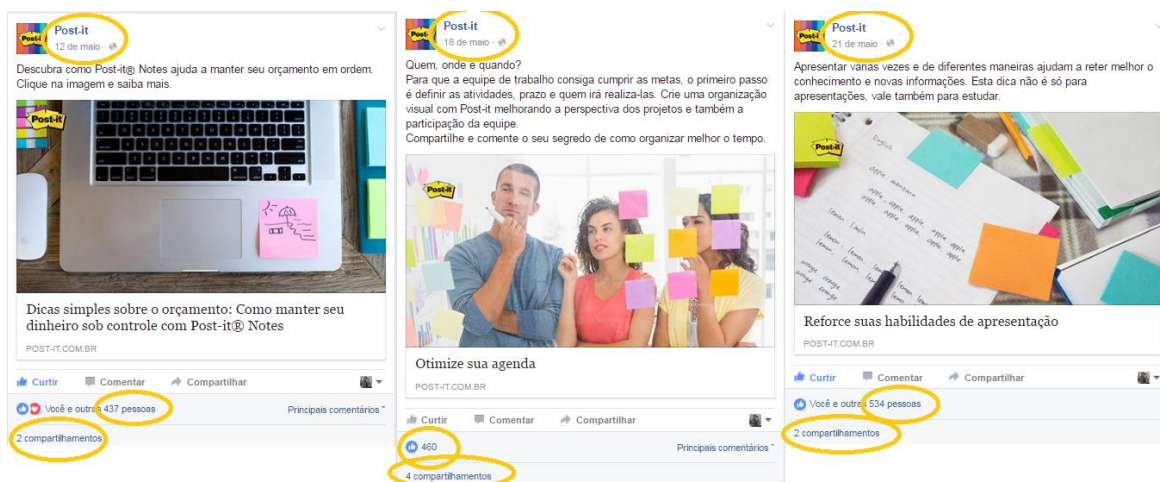 Post-it
12 de maio ·
Descubra como Post-it® Notes ajuda a manter seu orçamento em ordem.
Clique na imagem e saiba mais.
Post-it
Dicas simples sobre o orçamento: Como manter seu
dinheiro sob controle com Post-it® Notes
POST-IT.COM.BR
Curtir Comentar Compartilhar
Você e outras 437 pessoas Principais comentários
2 compartilhamentos
Post-it
18 de maio ·
Quem, onde e quando?
Para que a equipe de trabalho consiga cumprir as metas, o primeiro passo
é definir as atividades, prazo e quem irá realiza-las. Crie uma organização
visual com Post-it melhorando a perspectiva dos projetos e também a
participação da equipe.
Compartilhe e comente o seu segredo de como organizar melhor o tempo.
Post-it
Otimize sua agenda
POST-IT.COM.BR
Curtir Comentar Compartilhar
460 Principais comentários
4 compartilhamentos
Post-it
21 de maio ·
Apresentar várias vezes e de diferentes maneiras ajudam a reter melhor o
conhecimento e novas informações. Esta dica não é só para
apresentações, vale também para estudar.
Post-it
English
Reforce suas habilidades de apresentação
POST-IT.COM.BR
Curtir Comentar Compartilhar
Você e outras 534 pessoas
2 compartilhamentos